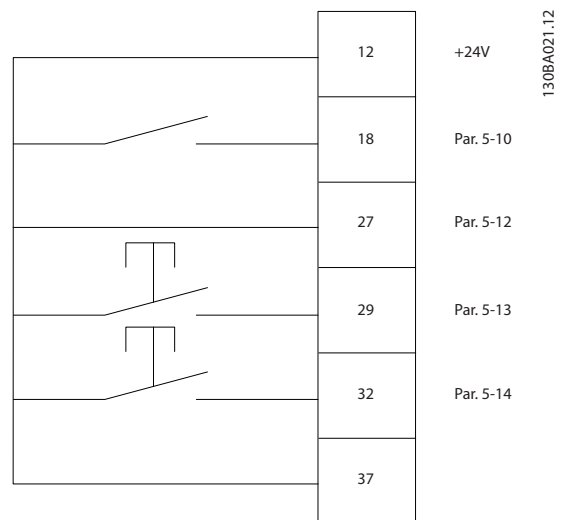 12 +24V
18 Par. 5-10
27 Par. 5-12
29 Par. 5-13
32 Par. 5-14
37
130BA021.12